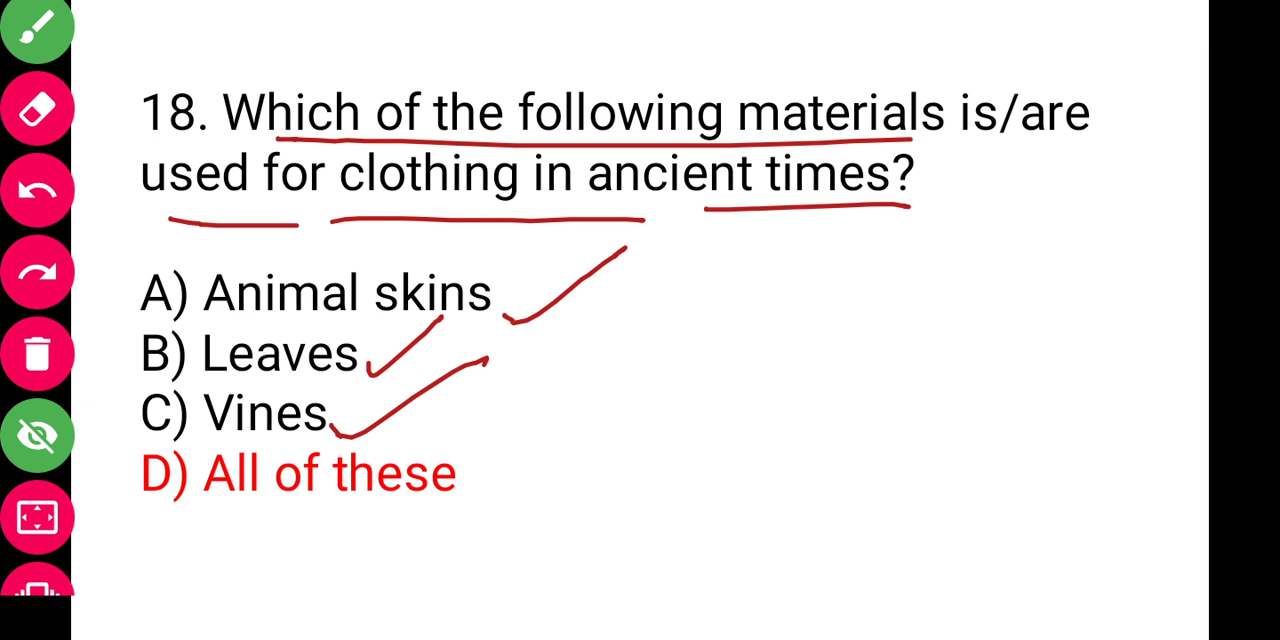 18. Which of the following materials is/are
used for clothing in ancient times?
A) Animal skins
B) Leaves
C) Vines
D) All of these